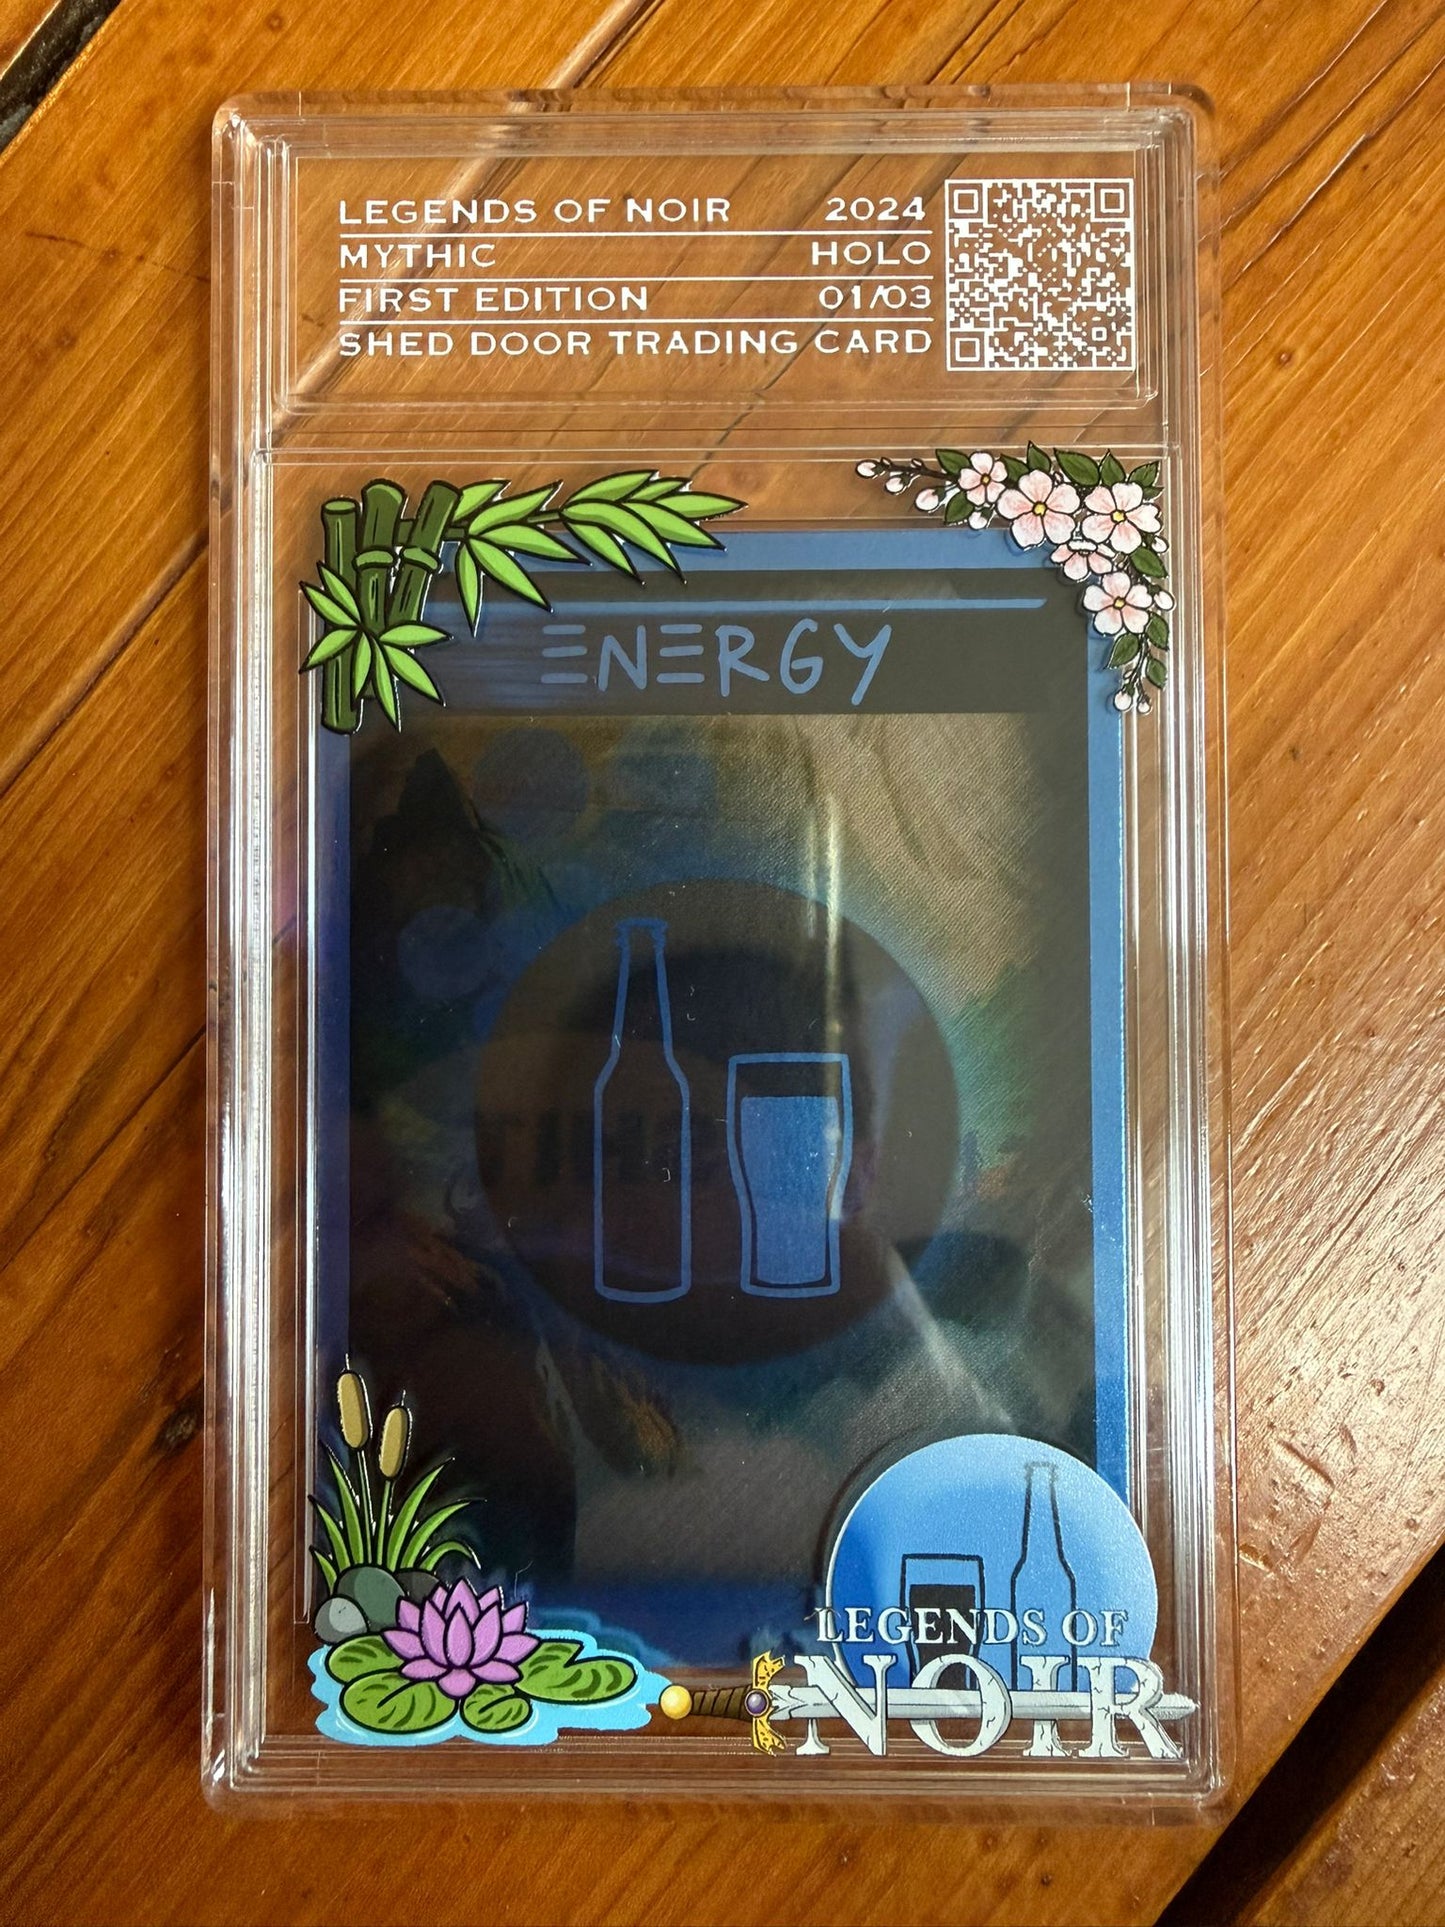 LEGENDS OF NOIR 2024
MYTHIC HOLO
FIRST EDITION 01/03
SHED DOOR TRADING CARD
ENERGY
LEGENDS OF
NOIR